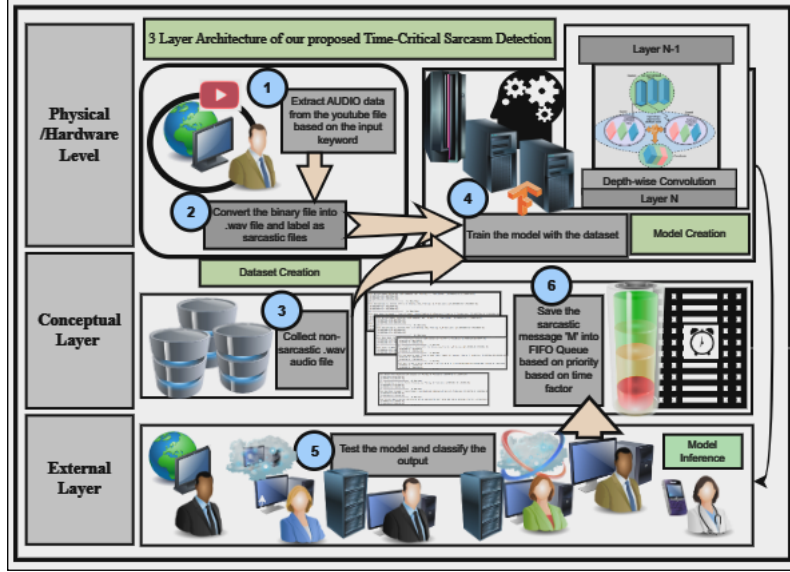 3 Layer Architecture of our proposed Time-Critical Sarcasm Detection
Physical
/Hardware
Level
1
Extract AUDIO data
from the youtube file
based on the input
keyword
2
Convert the binary file into
.wav file and label as
sarcastic files
Dataset Creation
Layer N-1
Depth-wise Convolution
Layer N
4
Train the model with the dataset
Model Creation
Conceptual
Layer
3
Collect non-
sarcastic .wav
audio file
6
Save the
sarcastic
message "M" into
FIFO Queue
based on priority
based on time
factor
External
Layer
5
Test the model and classify the
output
Model
Inference